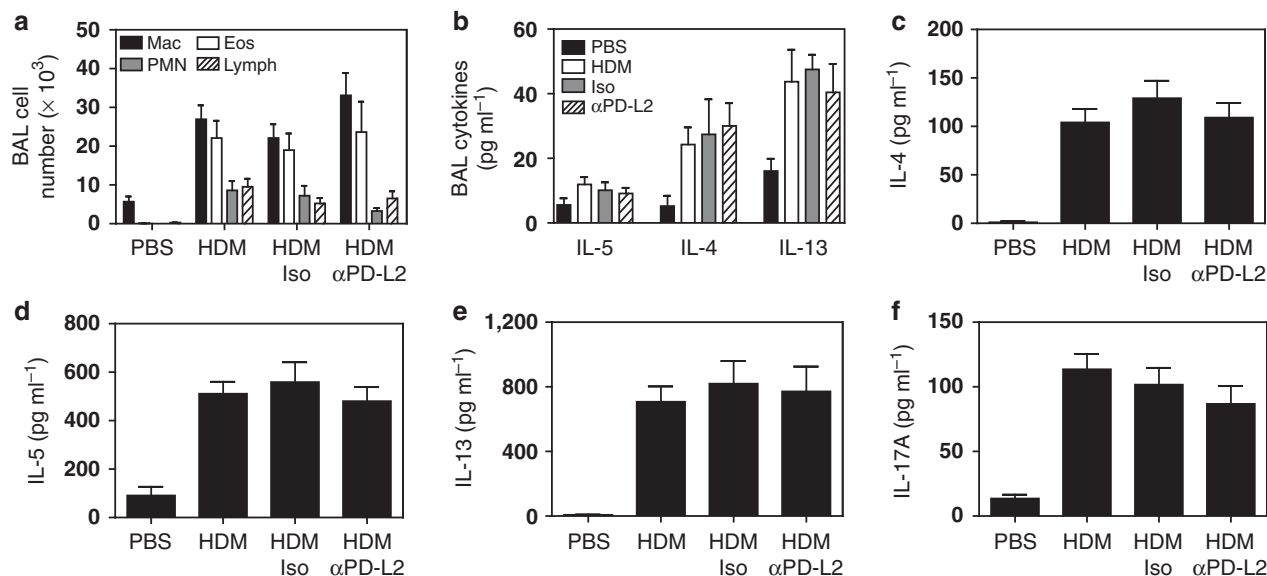 a
50
40
30
20
10
0
BAL cell
number (× 10³)
Mac
Eos
PMN
Lymph
PBS
HDM
HDM
Iso
HDM
αPD-L2
b
60
40
20
0
BAL cytokines
(pg ml⁻¹)
PBS
HDM
Iso
αPD-L2
IL-5
IL-4
IL-13
c
200
150
100
50
0
IL-4 (pg ml⁻¹)
PBS
HDM
HDM
Iso
HDM
αPD-L2
d
800
600
400
200
0
IL-5 (pg ml⁻¹)
PBS
HDM
HDM
Iso
HDM
αPD-L2
e
1,200
800
400
0
IL-13 (pg ml⁻¹)
PBS
HDM
HDM
Iso
HDM
αPD-L2
f
150
100
50
0
IL-17A (pg ml⁻¹)
PBS
HDM
HDM
Iso
HDM
αPD-L2